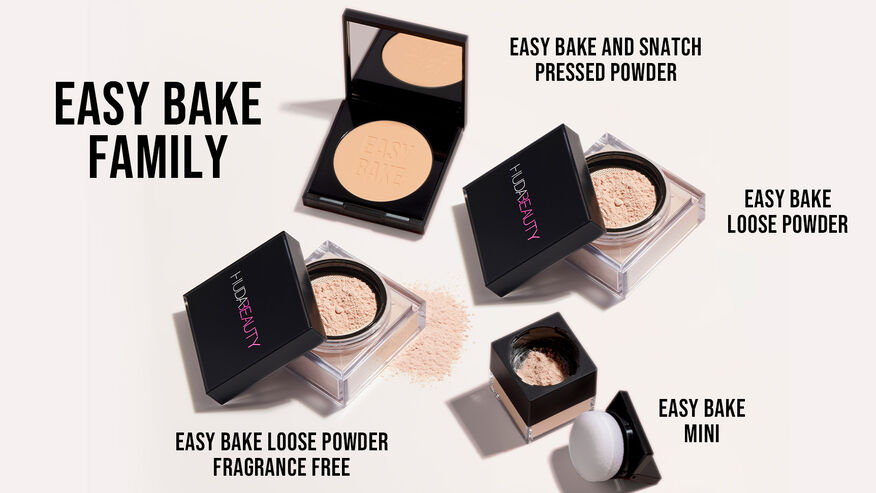 EASY BAKE
FAMILY
EASY BAKE AND SNATCH
PRESSED POWDER
EASY
BAKE
HUDABEAUTY
EASY BAKE
LOOSE POWDER
HUDABEAUTY
EASY BAKE LOOSE POWDER
FRAGRANCE FREE
EASY BAKE
MINI